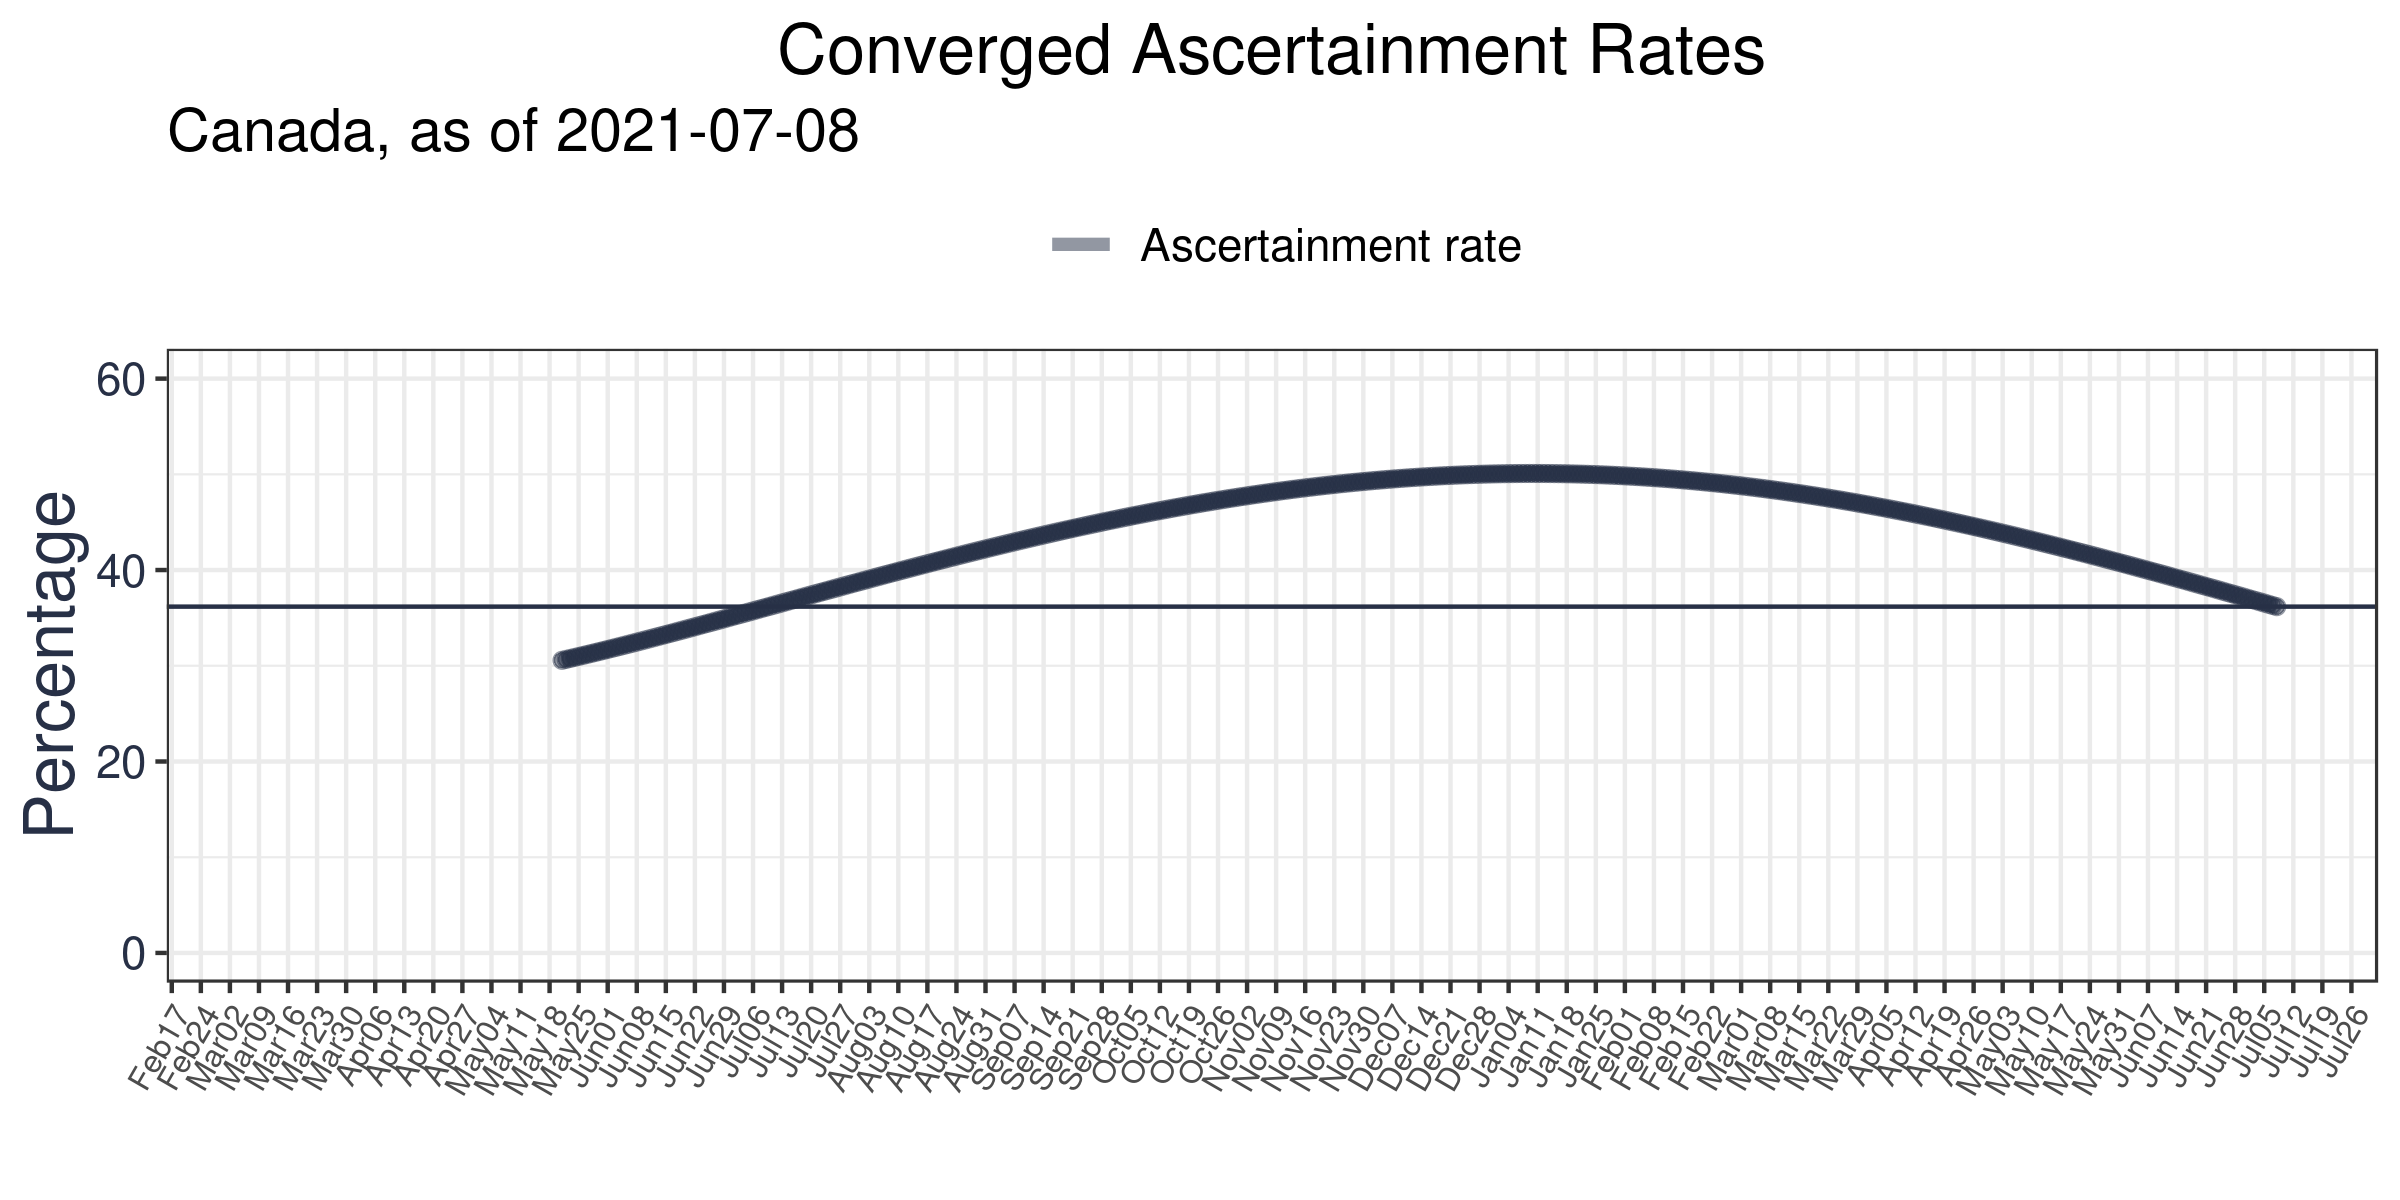 Converged Ascertainment Rates
Canada, as of 2021-07-08
Ascertainment rate
Percentage
60
40
20
0
Feb17
Feb24
Mar02
Mar09
Mar16
Mar23
Mar30
Apr06
Apr13
Apr20
Apr27
May04
May11
May18
May25
Jun01
Jun08
Jun15
Jun22
Jun29
Jul06
Jul13
Jul20
Jul27
Aug03
Aug10
Aug17
Aug24
Aug31
Sep07
Sep14
Sep21
Sep28
Oct05
Oct12
Oct19
Oct26
Nov02
Nov09
Nov16
Nov23
Nov30
Dec07
Dec14
Dec21
Dec28
Jan04
Jan11
Jan18
Jan25
Feb01
Feb08
Feb15
Feb22
Mar01
Mar08
Mar15
Mar22
Mar29
Apr05
Apr12
Apr19
Apr26
May03
May10
May17
May24
May31
Jun07
Jun14
Jun21
Jun28
Jul05
Jul12
Jul19
Jul26